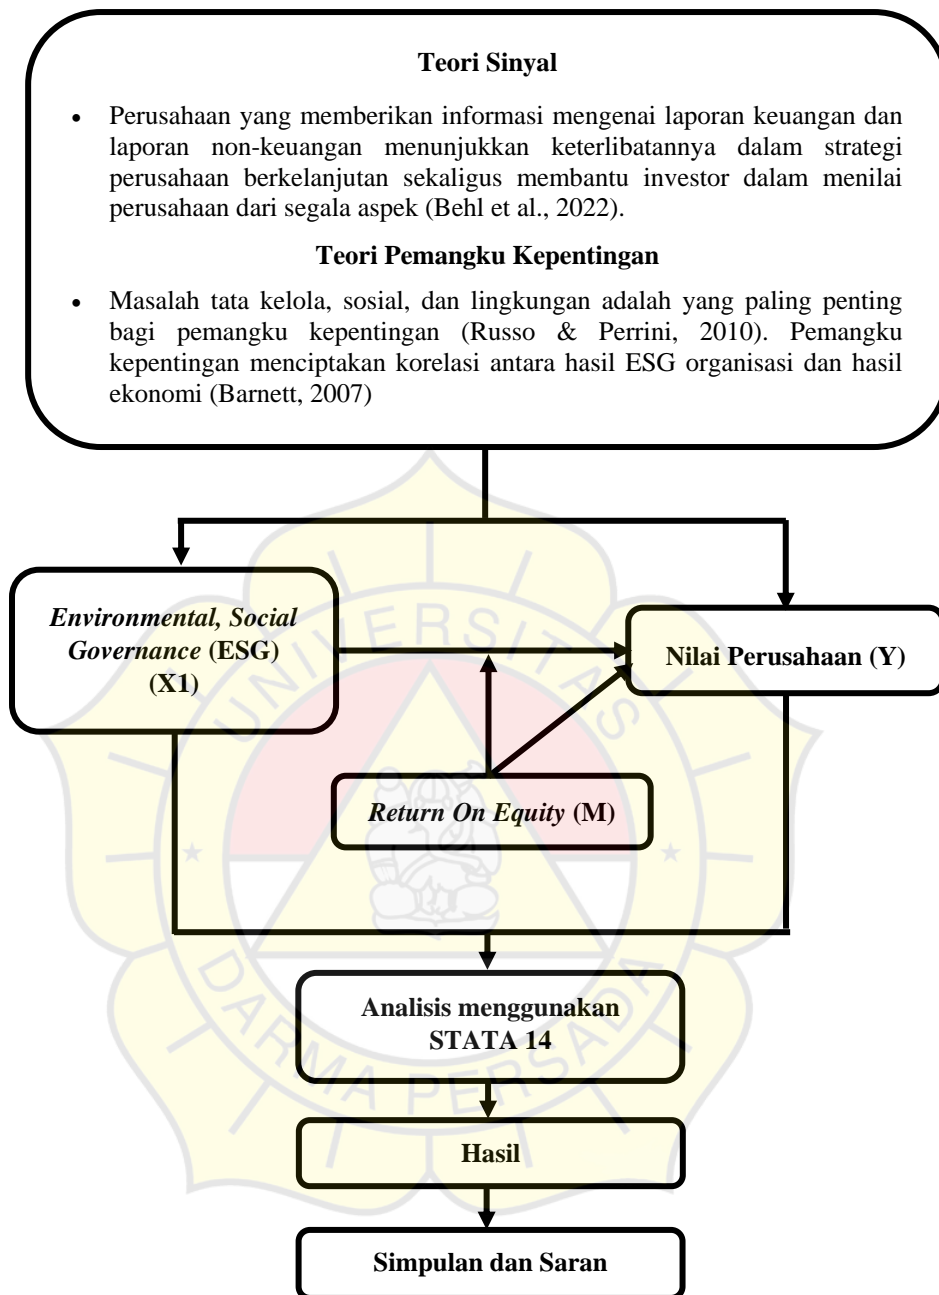 Teori Sinyal
• Perusahaan yang memberikan informasi mengenai laporan keuangan dan
laporan non-keuangan menunjukkan keterlibatannya dalam strategi
perusahaan berkelanjutan sekaligus membantu investor dalam menilai
perusahaan dari segala aspek (Behl et al., 2022).
Teori Pemangku Kepentingan
• Masalah tata kelola, sosial, dan lingkungan adalah yang paling penting
bagi pemangku kepentingan (Russo & Perrini, 2010). Pemangku
kepentingan menciptakan korelasi antara hasil ESG organisasi dan hasil
ekonomi (Barnett, 2007)
Environmental, Social
Governance (ESG)
(X1)
Nilai Perusahaan (Y)
Return On Equity (M)
Analisis menggunakan
STATA 14
Hasil
Simpulan dan Saran
UNIVERSITAS
DARMA PERSADA